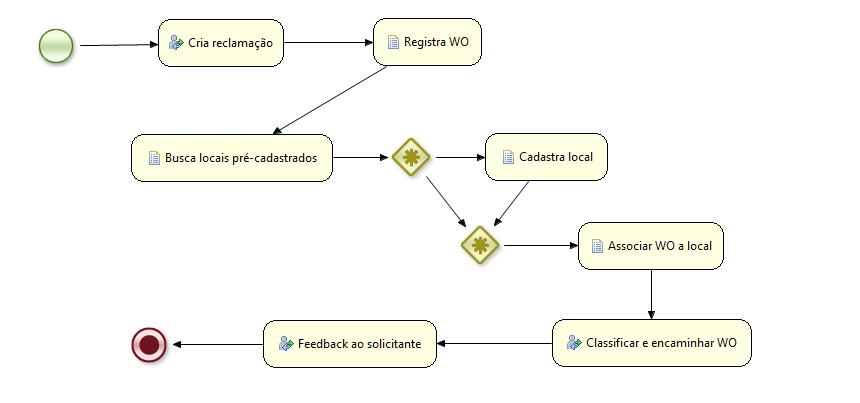 Cria reclamação
Registra WO
Busca locais pré-cadastrados
Cadastra local
Associar WO a local
Classificar e encaminhar WO
Feedback ao solicitante